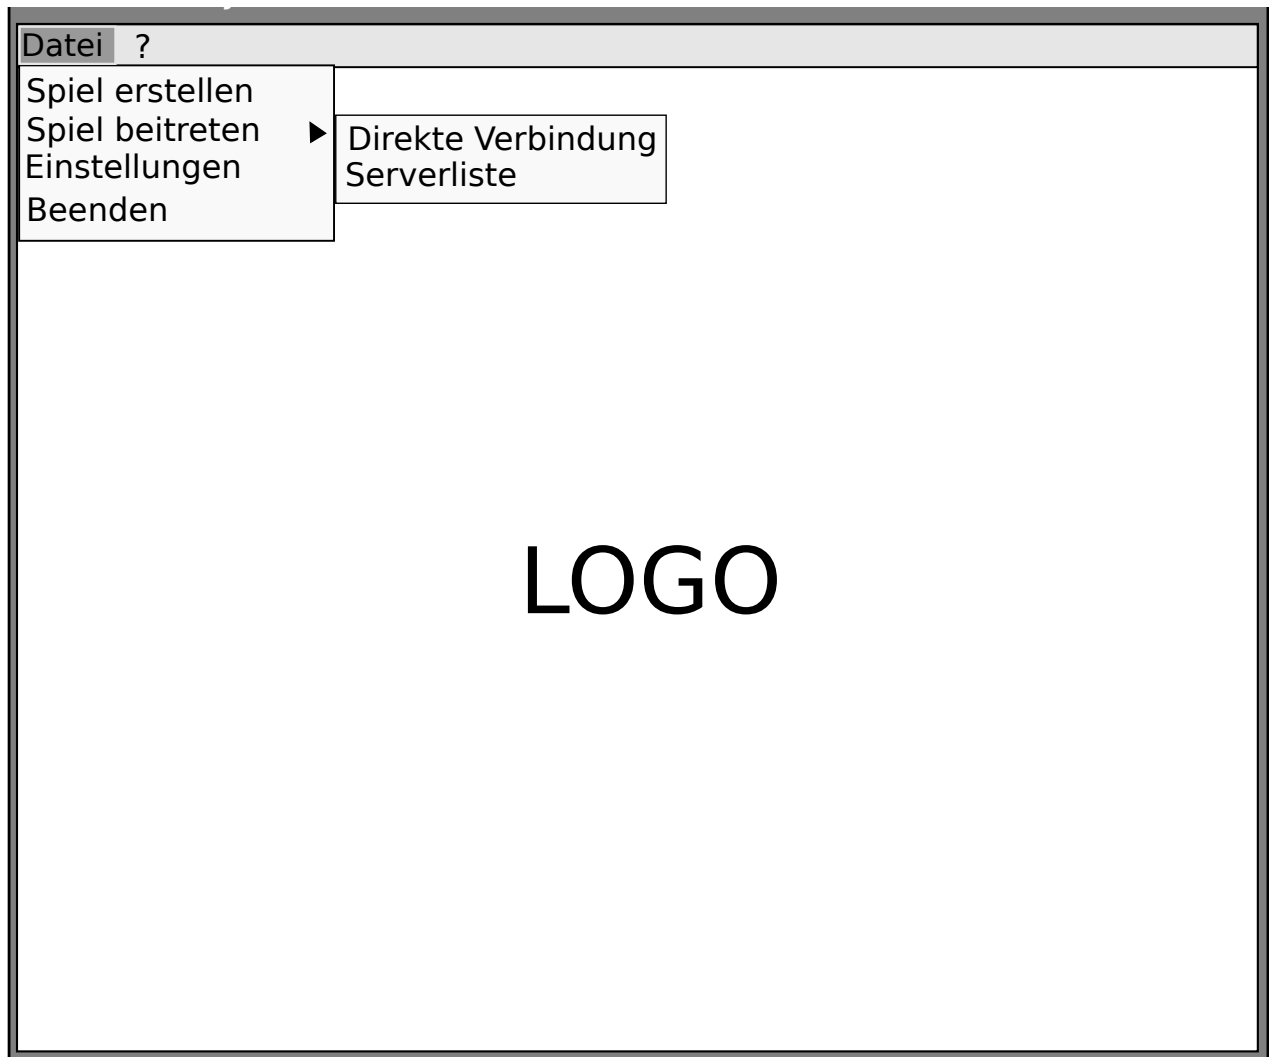 Datei ?
Spiel erstellen
Spiel beitreten
Direkte Verbindung
Einstellungen
Serverliste
Beenden
LOGO